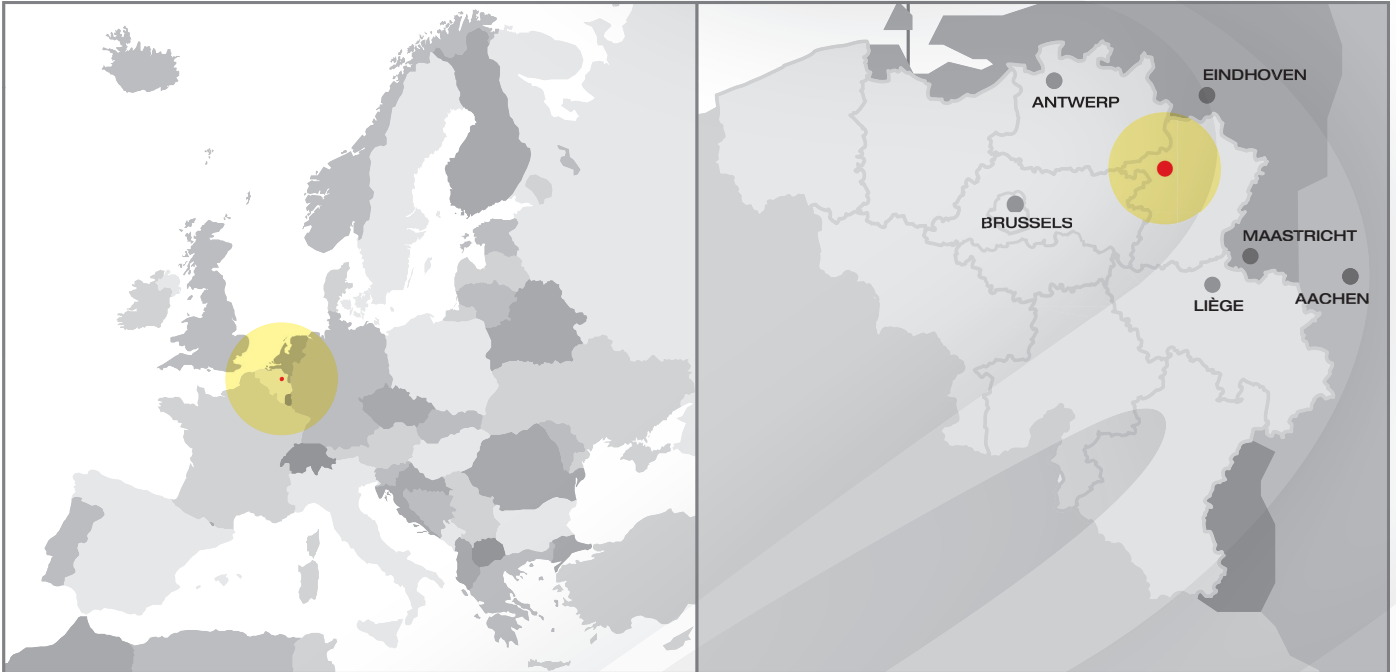 EINDHOVEN
ANTWERP
BRUSSELS
MAASTRICHT
LIÈGE
AACHEN